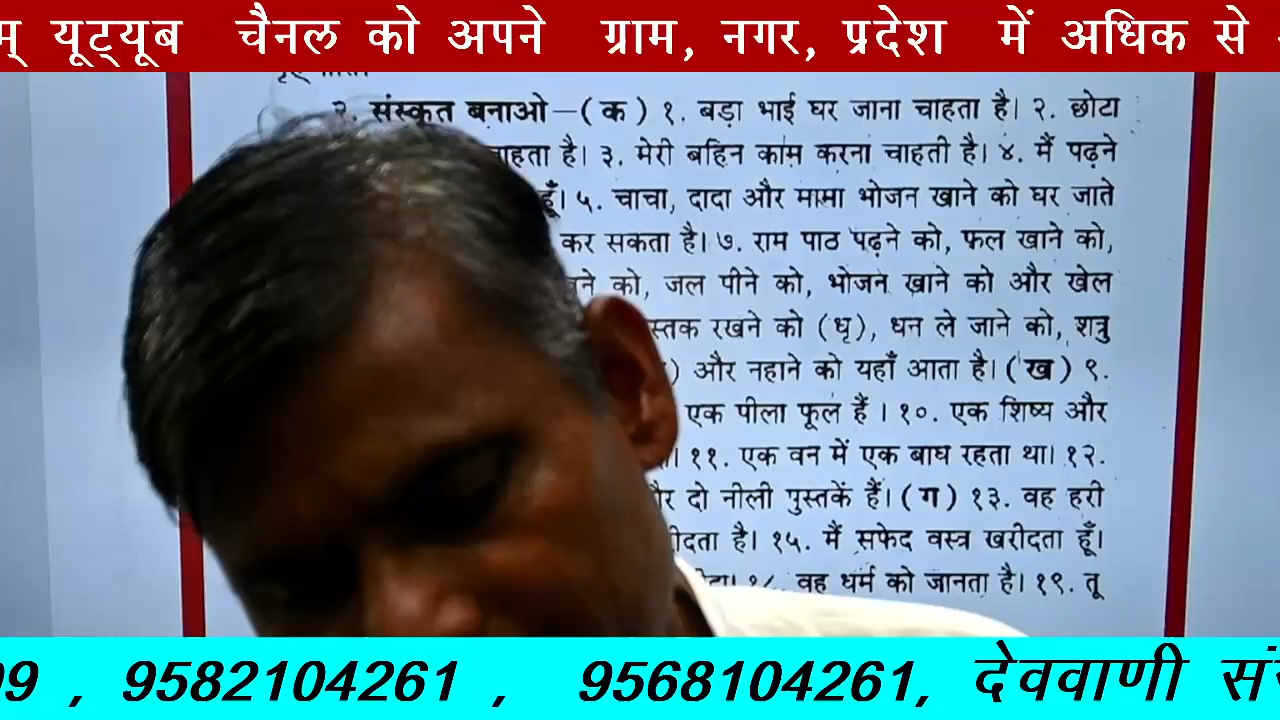 यूट्यूब चैनल को अपने ग्राम, नगर, प्रदेश में अधिक से
२. संस्कृत बनाओ—(क) १. बड़ा भाई घर जाना चाहता है। २. छोटा
चाहता है। ३. मेरी बहिन काम करना चाहती है। ४. मैं पढ़ने
हूँ। ५. चाचा, दादा और मामा भोजन खाने को घर जाते
कर सकता है। ७. राम पाठ पढ़ने को, फल खाने को,
को, जल पीने को, भोजन खाने को और खेल
रखने को (धृ), धन ले जाने को, शत्रु
) और नहाने को यहाँ आता है। (ख) ९.
एक पीला फूल हैं । १०. एक शिष्य और
। ११. एक वन में एक बाघ रहता था। १२.
दो नीली पुस्तकें हैं। (ग) १३. वह हरी
है। १५. मैं सफेद वस्त्र खरीदता हूँ।
वह धर्म को जानता है। १९. तू
99 , 9582104261 , 9568104261, देववाणी